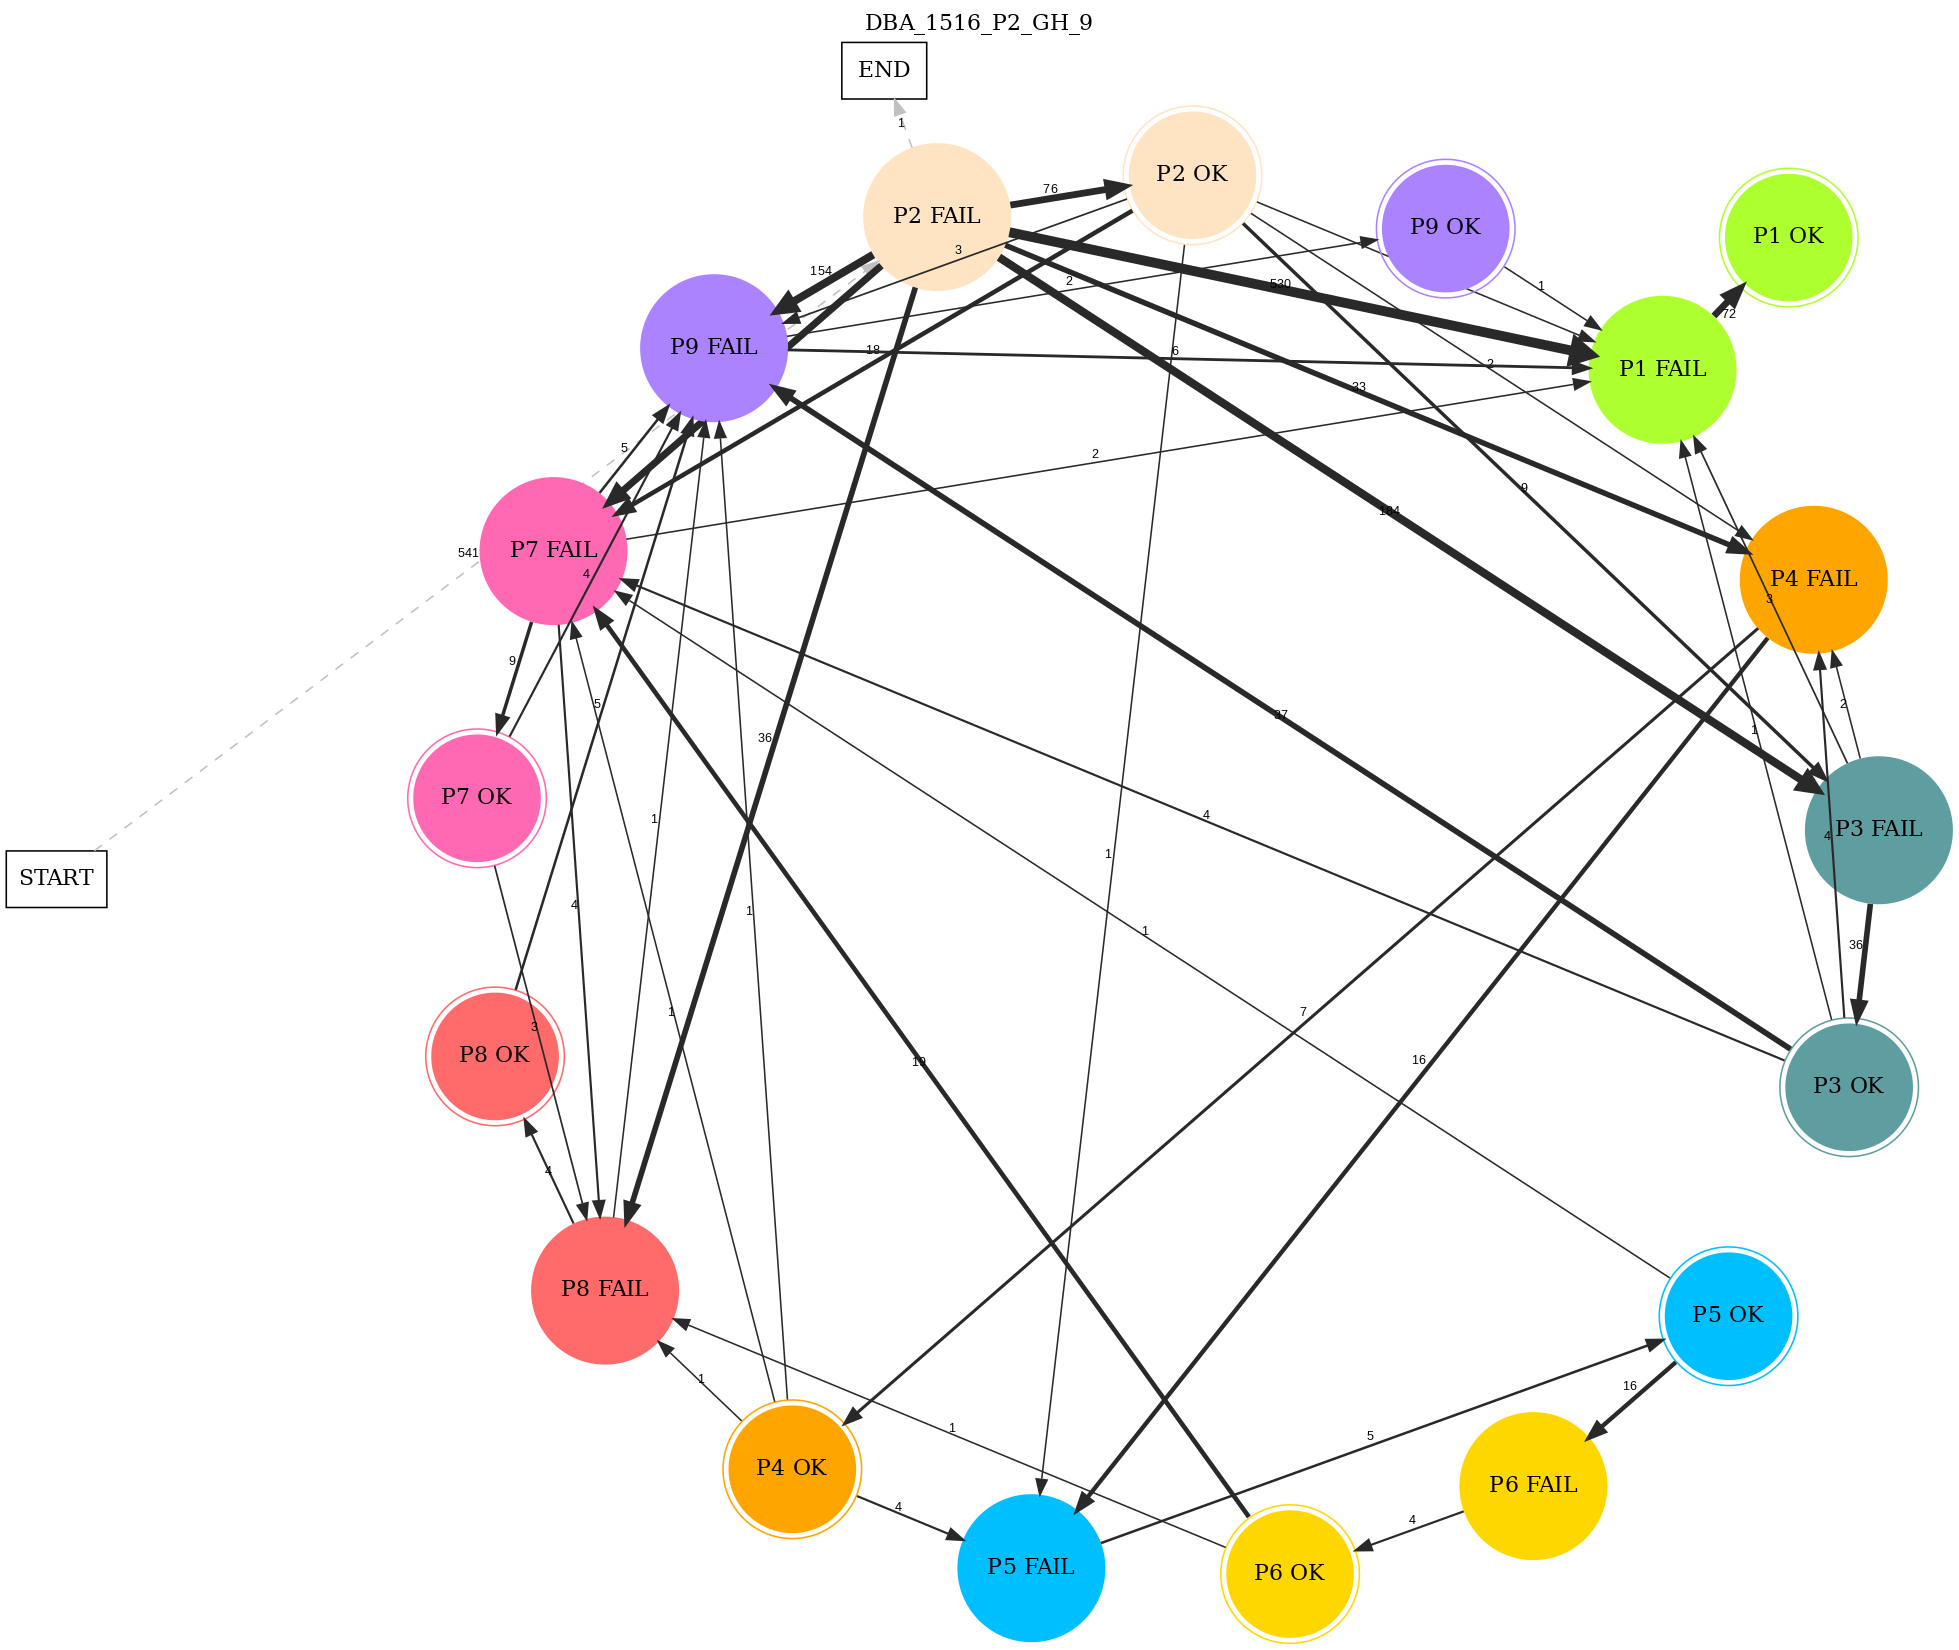 DBA_1516_P2_GH_9
END
1
P2 OK
76
P2 FAIL
P9 OK
P1 OK
3
154
2
530
1
72
P9 FAIL
18
6
2
33
P1 FAIL
5
2
9
184
541
P7 FAIL
4
3
P4 FAIL
9
5
36
37
2
1
P7 OK
1
4
1
4
P3 FAIL
START
4
1
1
36
3
1
7
P8 OK
19
16
P3 OK
4
P8 FAIL
P5 OK
1
16
1
5
P4 OK
P6 FAIL
4
4
P5 FAIL
P6 OK